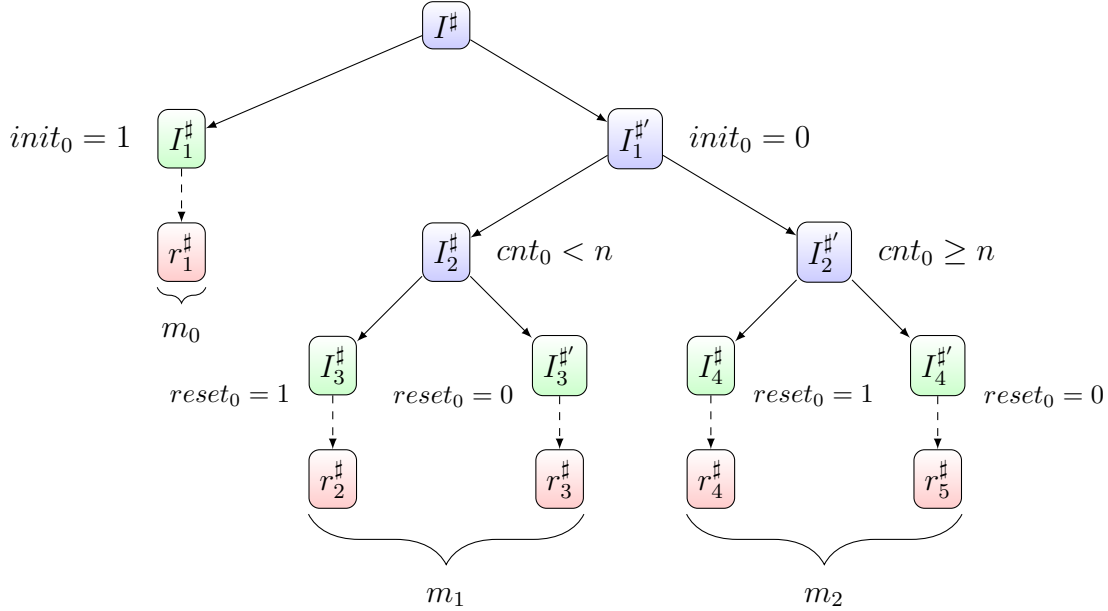 I^♯
init₀ = 1
I₁^♯
I₁^♯′
init₀ = 0
r₁^♯
I₂^♯
cnt₀ < n
I₂^♯′
cnt₀ ≥ n
m₀
I₃^♯
I₃^♯′
I₄^♯
I₄^♯′
reset₀ = 1
reset₀ = 0
reset₀ = 1
reset₀ = 0
r₂^♯
r₃^♯
r₄^♯
r₅^♯
m₁
m₂